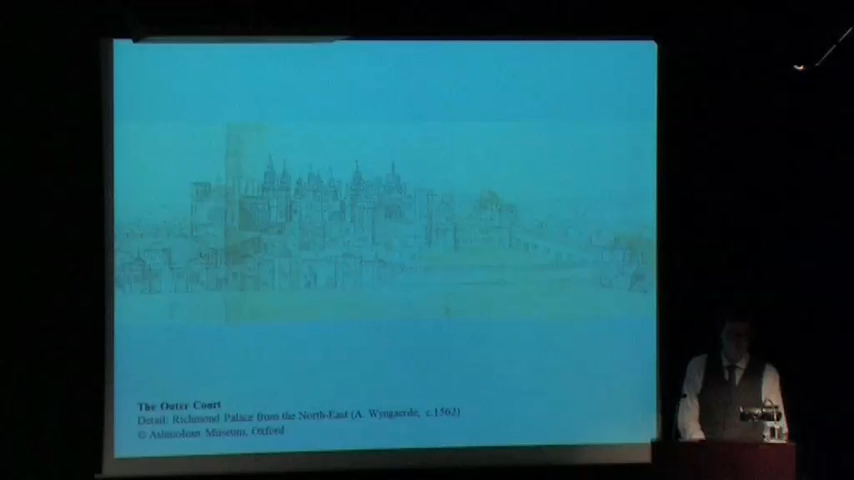 The Outer Court
Detail: Richmond Palace from the North-East (A. Wyngaerde, c.1562)
© Ashmolean Museum, Oxford